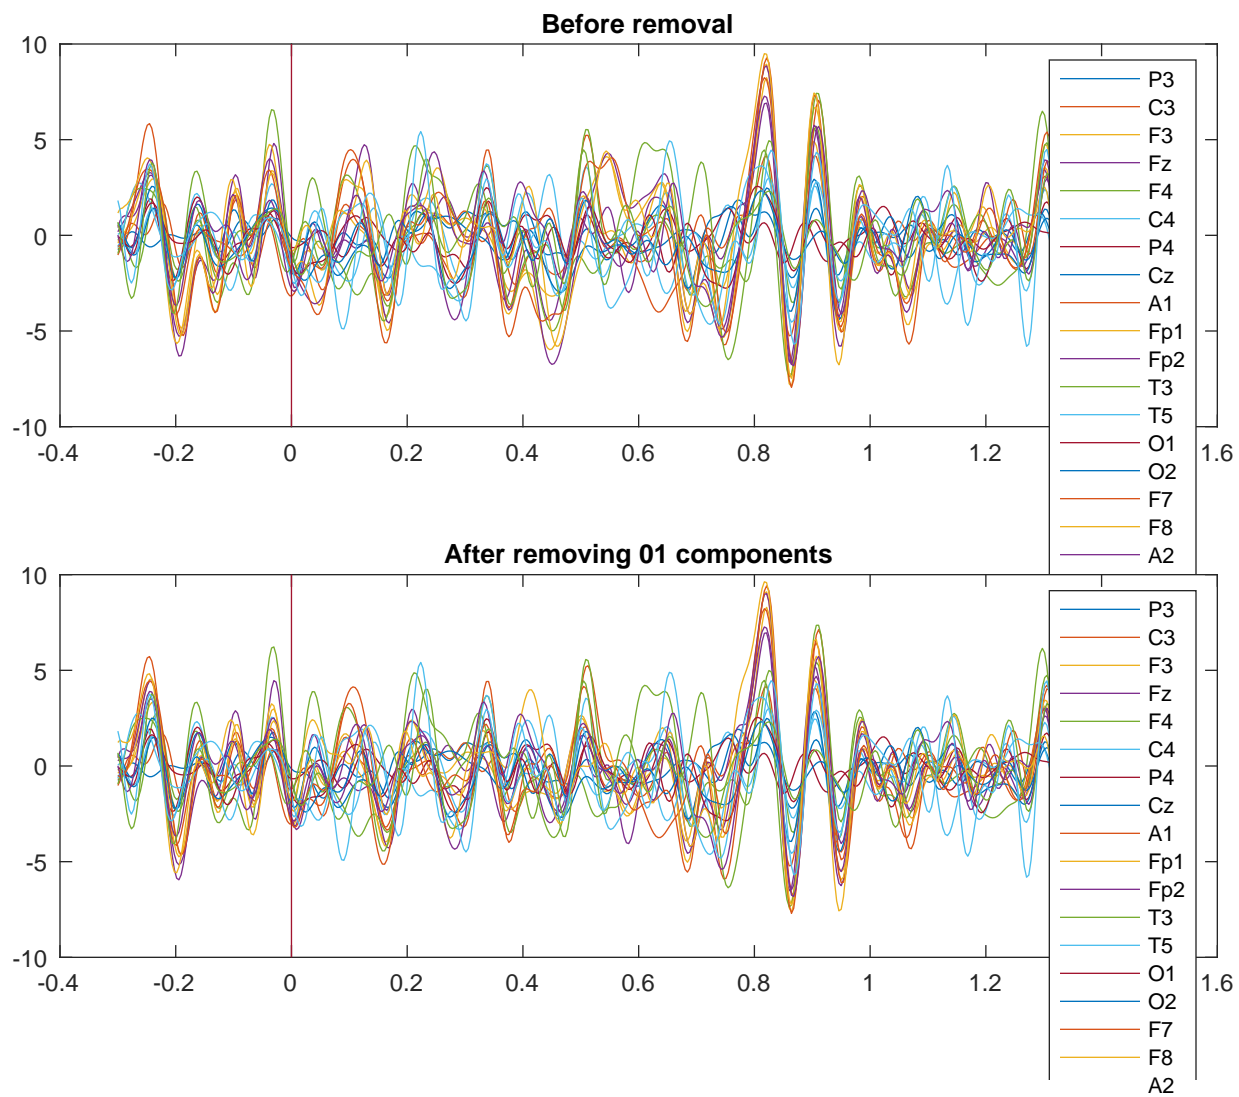 Before removal
10
5
0
-5
-10
-0.4 -0.2 0 0.2 0.4 0.6 0.8 1 1.2 1.6
P3
C3
F3
Fz
F4
C4
P4
Cz
A1
Fp1
Fp2
T3
T5
O1
O2
F7
F8
A2
After removing 01 components
10
5
0
-5
-10
-0.4 -0.2 0 0.2 0.4 0.6 0.8 1 1.2 1.6
P3
C3
F3
Fz
F4
C4
P4
Cz
A1
Fp1
Fp2
T3
T5
O1
O2
F7
F8
A2